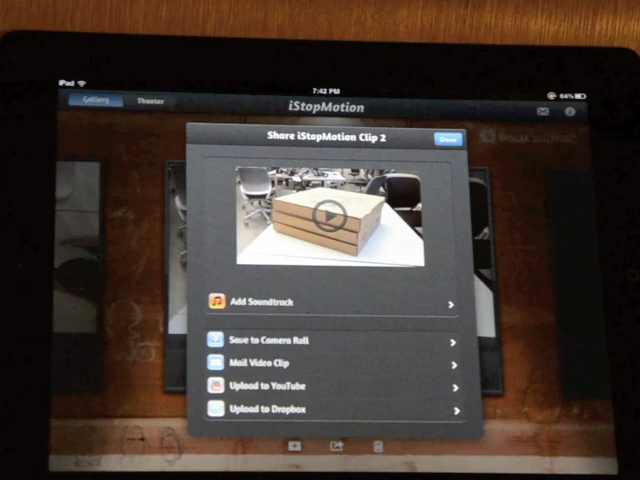 iPad
7:42 PM
64%
Gallery
Theater
iStopMotion
Share iStopMotion Clip 2
Done
Add Soundtrack
Save to Camera Roll
Mail Video Clip
Upload to YouTube
Upload to Dropbox